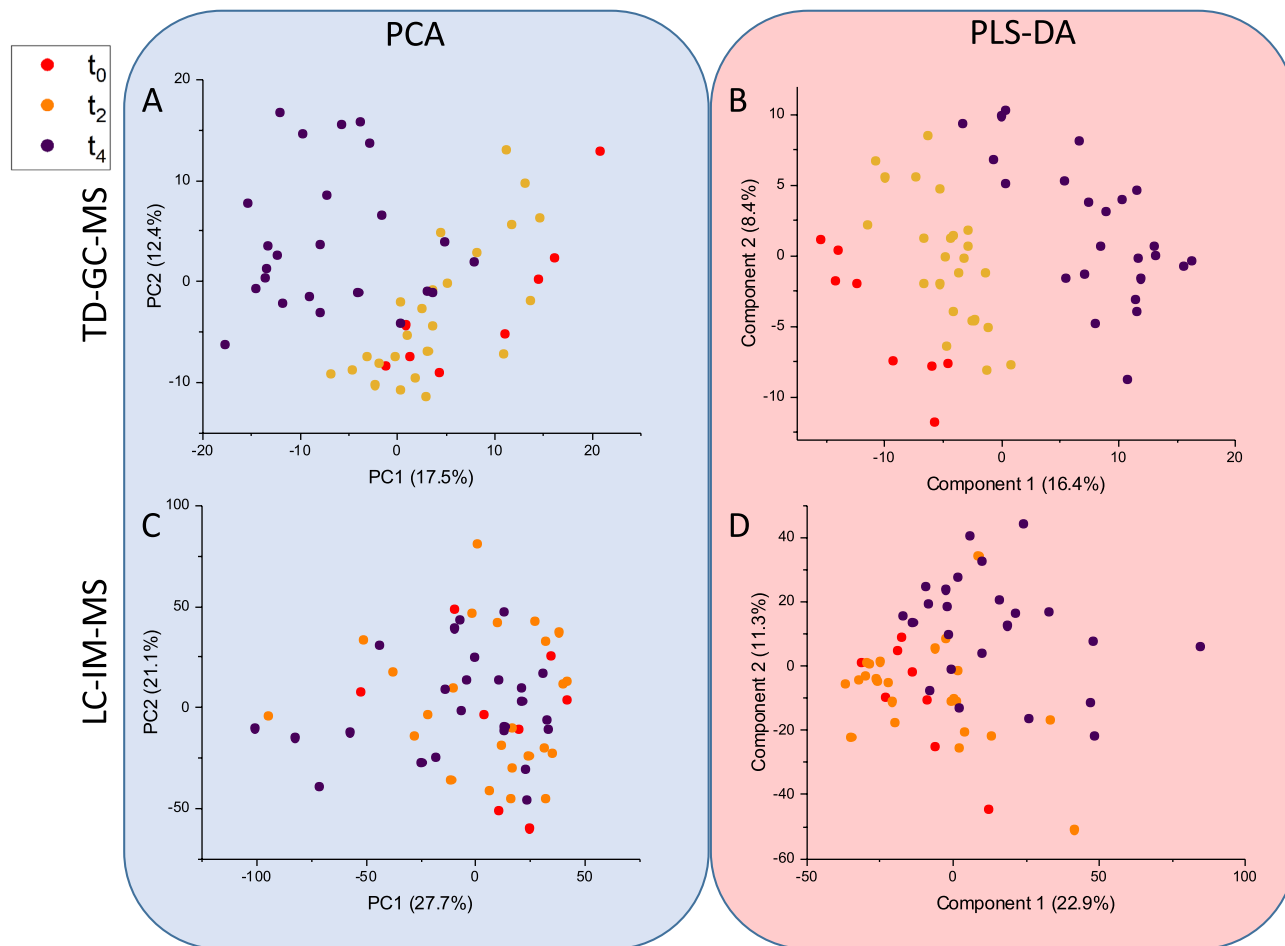 PCA
PLS-DA
t0
t2
t4
TD-GC-MS
LC-IM-MS
A
20
10
0
-10
-20
-10
0
10
20
PC2 (12.4%)
PC1 (17.5%)
B
10
5
0
-5
-10
-10
0
10
20
Component 2 (8.4%)
Component 1 (16.4%)
C
100
50
0
-50
-100
-50
0
50
PC2 (21.1%)
PC1 (27.7%)
D
40
20
0
-20
-40
-60
-50
0
50
100
Component 2 (11.3%)
Component 1 (22.9%)